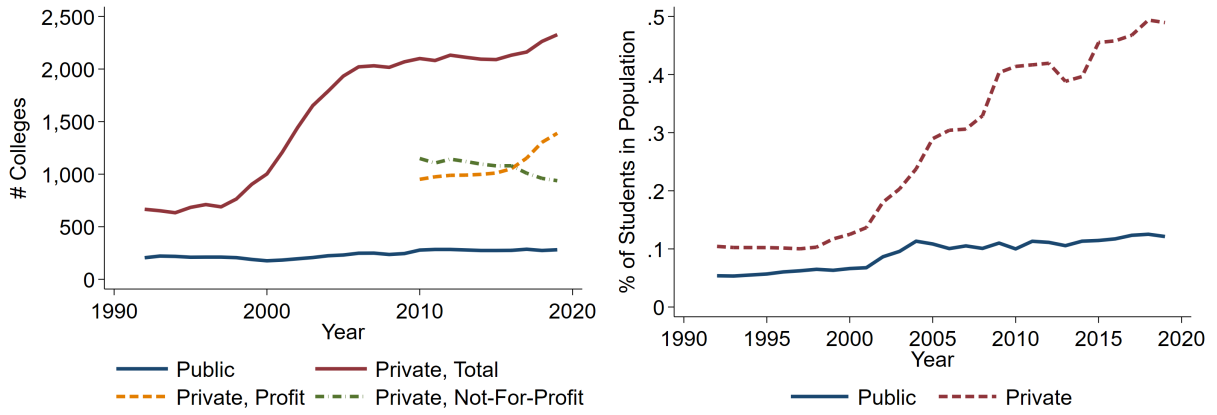 # Colleges
2,500
2,000
1,500
1,000
500
0
1990 2000 2010 2020
Year
Public Private, Total
Private, Profit Private, Not-For-Profit
% of Students in Population
.5
.4
.3
.2
.1
0
1990 1995 2000 2005 2010 2015 2020
Year
Public Private